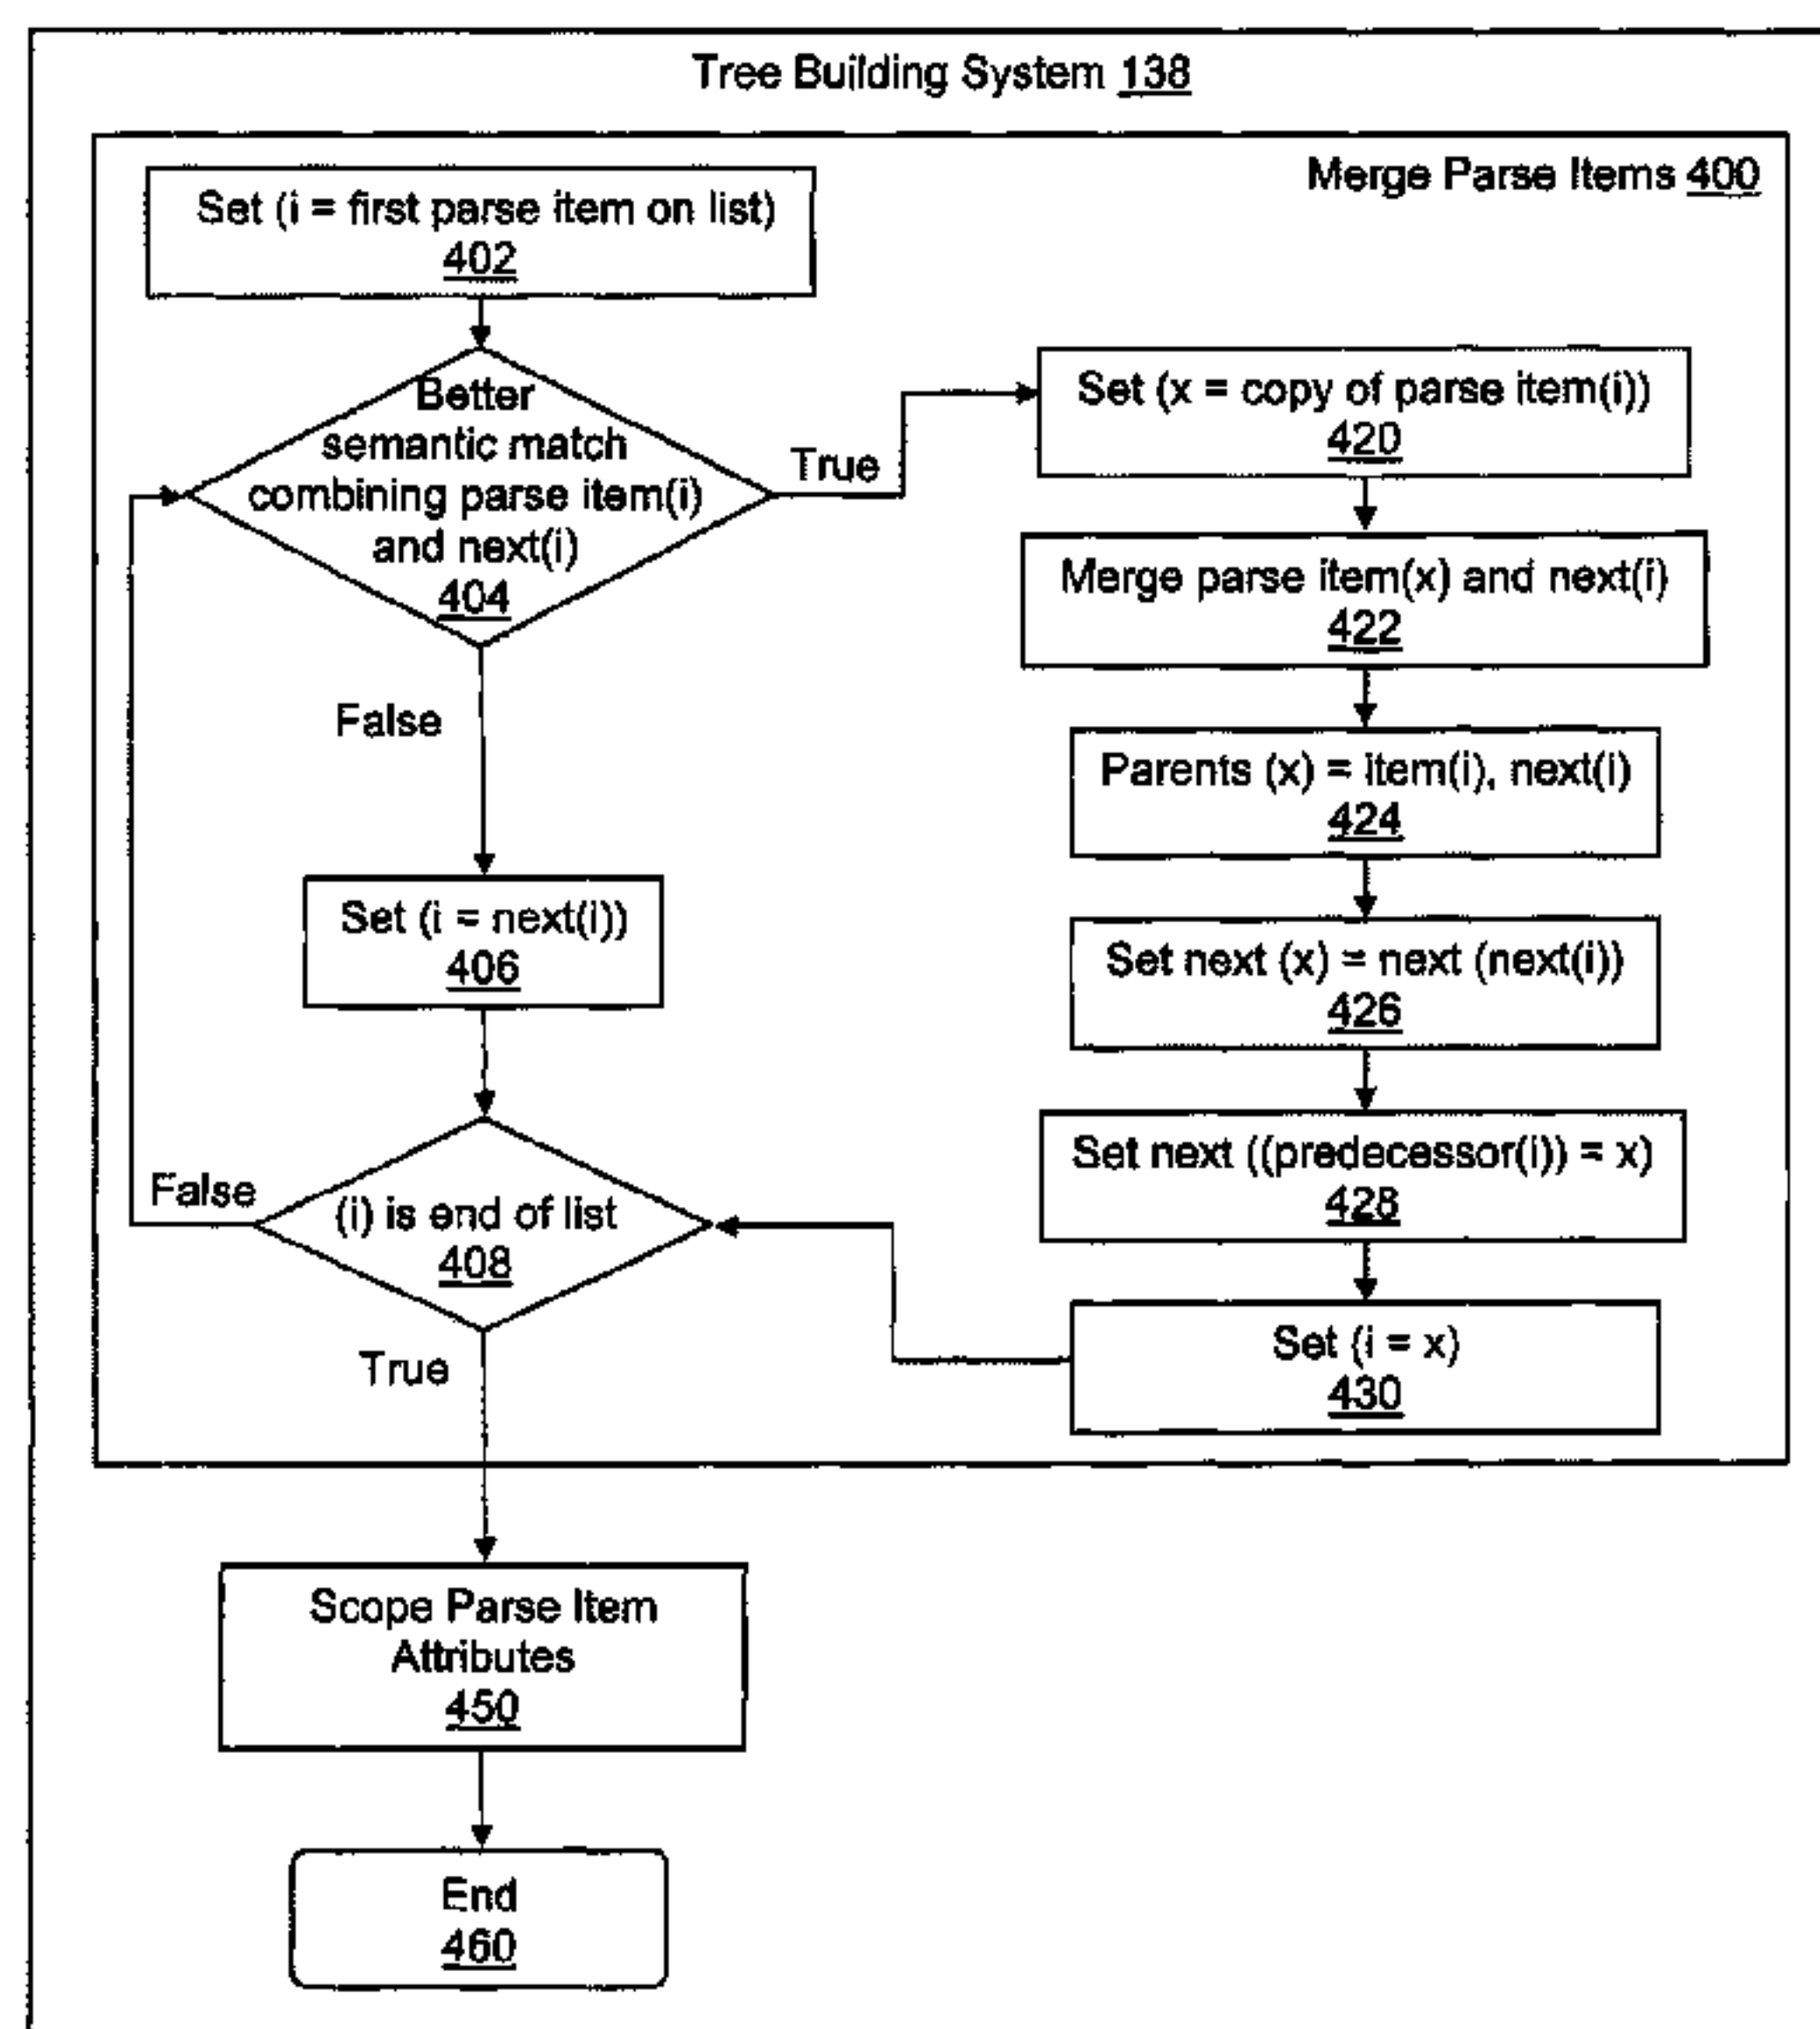 Tree Building System 138
Merge Parse Items 400
Set (i = first parse item on list)
402
Better
semantic match
combining parse item(i)
and next(i)
404
True
False
Set (i = next(i))
406
(i) is end of list
408
False
True
Set (x = copy of parse item(i))
420
Merge parse item(x) and next(i)
422
Parents (x) = item(i), next(i)
424
Set next (x) = next (next(i))
426
Set next ((predecessor(i)) = x)
428
Set (i = x)
430
Scope Parse Item
Attributes
450
End
460